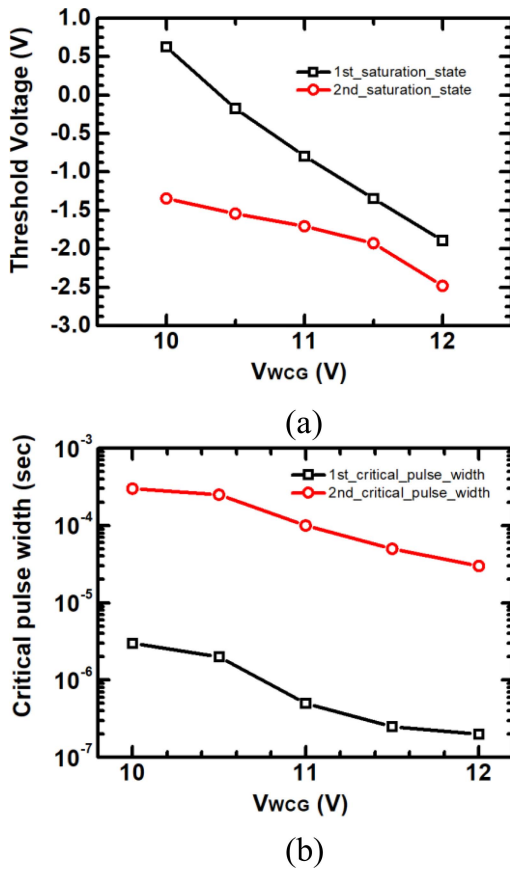 Threshold Voltage (V)
1.0
0.5
0.0
-0.5
-1.0
-1.5
-2.0
-2.5
-3.0
1st_saturation_state
2nd_saturation_state
10 11 12
VWCG (V)
(a)
Critical pulse width (sec)
10-3
10-4
10-5
10-6
10-7
1st_critical_pulse_width
2nd_critical_pulse_width
10 11 12
VWCG (V)
(b)